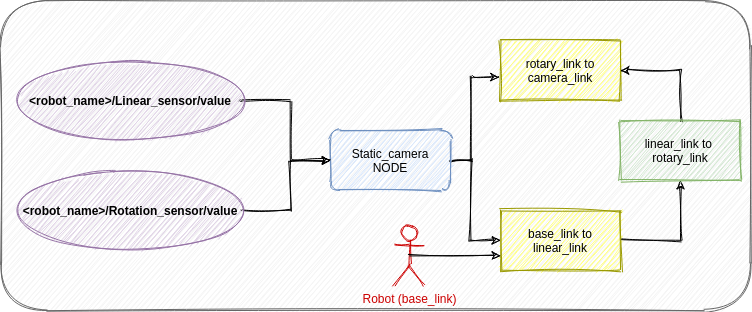 <robot_name>/Linear_sensor/value
<robot_name>/Rotation_sensor/value
Static_camera
NODE
rotary_link to
camera_link
linear_link to
rotary_link
base_link to
linear_link
Robot (base_link)